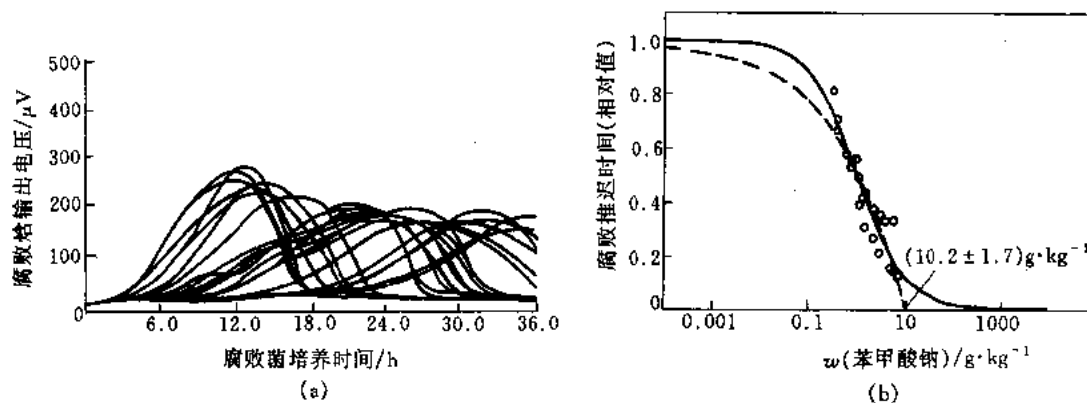 腐败焓输出电压/μV
500
400
300
200
100
0
6.0 12.0 18.0 24.0 30.0 36.0
腐败菌培养时间/h
(a)
(b)
腐败推迟时间(相对值)
1.0
0.8
0.6
0.4
0.2
0
(10.2±1.7)g·kg⁻¹
0.001 0.1 10 1000
w(苯甲酸钠)/g·kg⁻¹
(b)